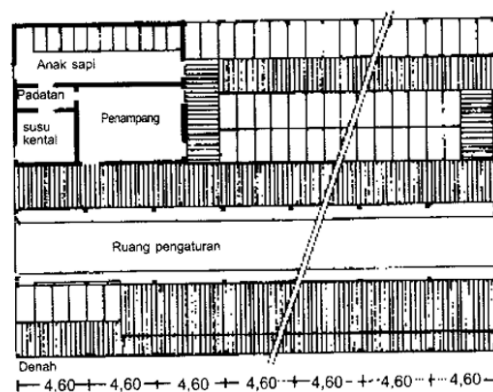 Anak sapi
Padatan
Penampang
susu
kental
Ruang pengaturan
Denah
4,60 4,60 4,60 4,60 4,60 4,60 4,60